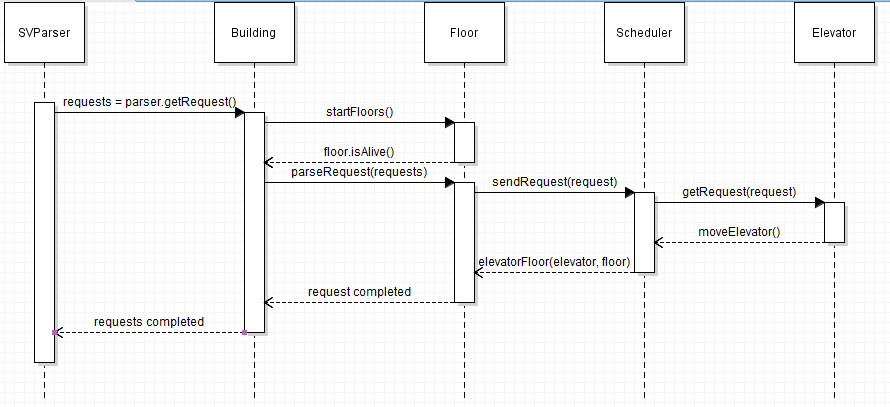 SVParser
Building
Floor
Scheduler
Elevator
requests = parser.getRequest()
startFloors()
floor.isAlive()
parseRequest(requests)
sendRequest(request)
getRequest(request)
moveElevator()
elevatorFloor(elevator, floor)
request completed
requests completed